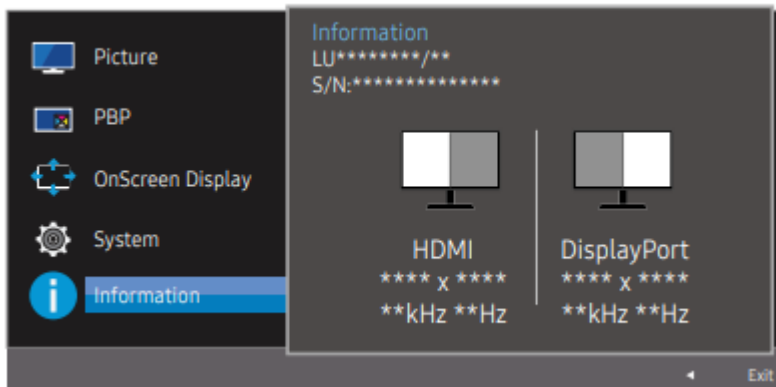 Picture
PBP
OnScreen Display
System
Information
Information
LU********/**
S/N:**************
HDMI
**** x ****
**kHz **Hz
DisplayPort
**** x ****
**kHz **Hz
Exit